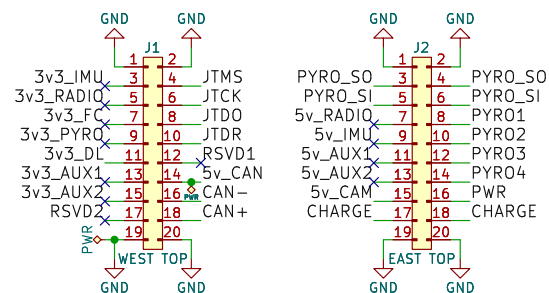 GND GND GND GND
J1 J2
1 2 1 2
3v3_IMU 3 4 JTMS PYRO_SO 3 4 PYRO_SO
3v3_RADIO 5 6 JTCK PYRO_SI 5 6 PYRO_SI
3v3_FC 7 8 JTDO 5v_RADIO 7 8 PYRO1
3v3_PYRO 9 10 JTDR 5v_IMU 9 10 PYRO2
3v3_DL 11 12 RSVD1 5v_AUX1 11 12 PYRO3
3v3_AUX1 13 14 5v_CAN 5v_AUX2 13 14 PYRO4
PWR
3v3_AUX2 15 16 CAN- 5v_CAM 15 16 PWR
RSVD2 17 18 CAN+ CHARGE 17 18 CHARGE
PWR 19 20 19 20
WEST TOP EAST TOP
GND GND GND GND